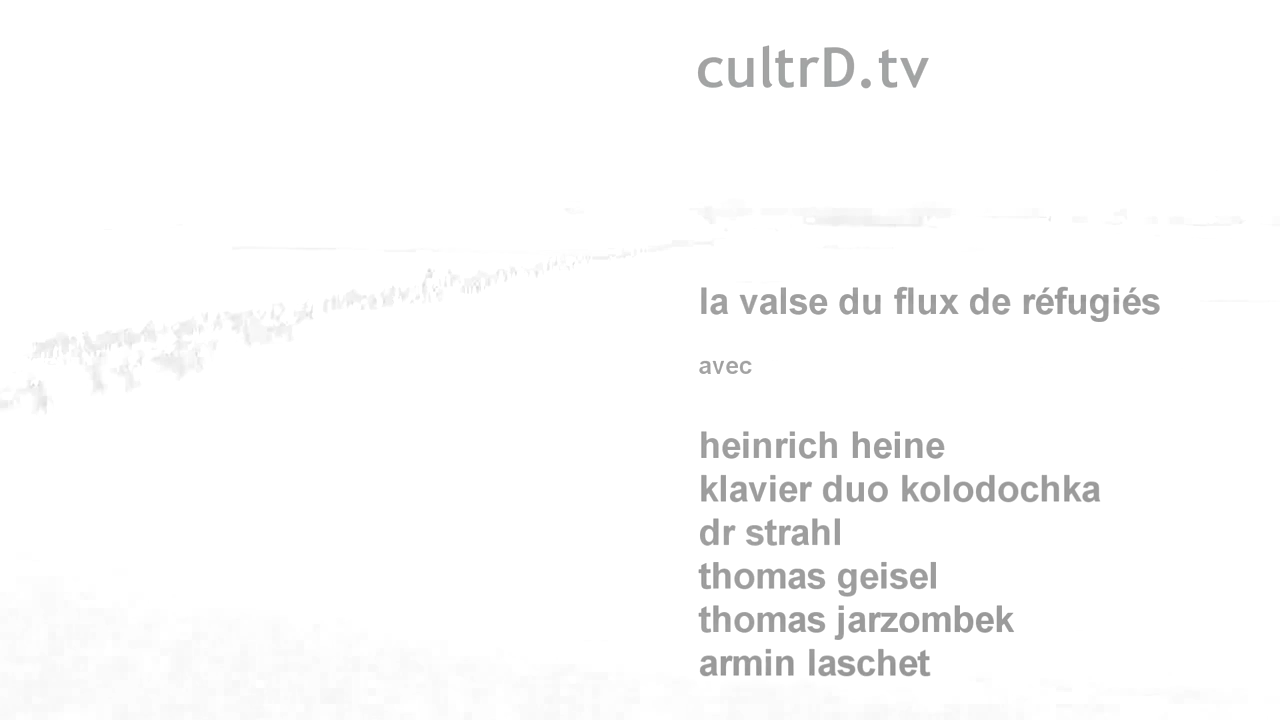 cultrD.tv
la valse du flux de réfugiés
avec
heinrich heine
klavier duo kolodochka
dr strahl
thomas geisel
thomas jarzombek
armin laschet